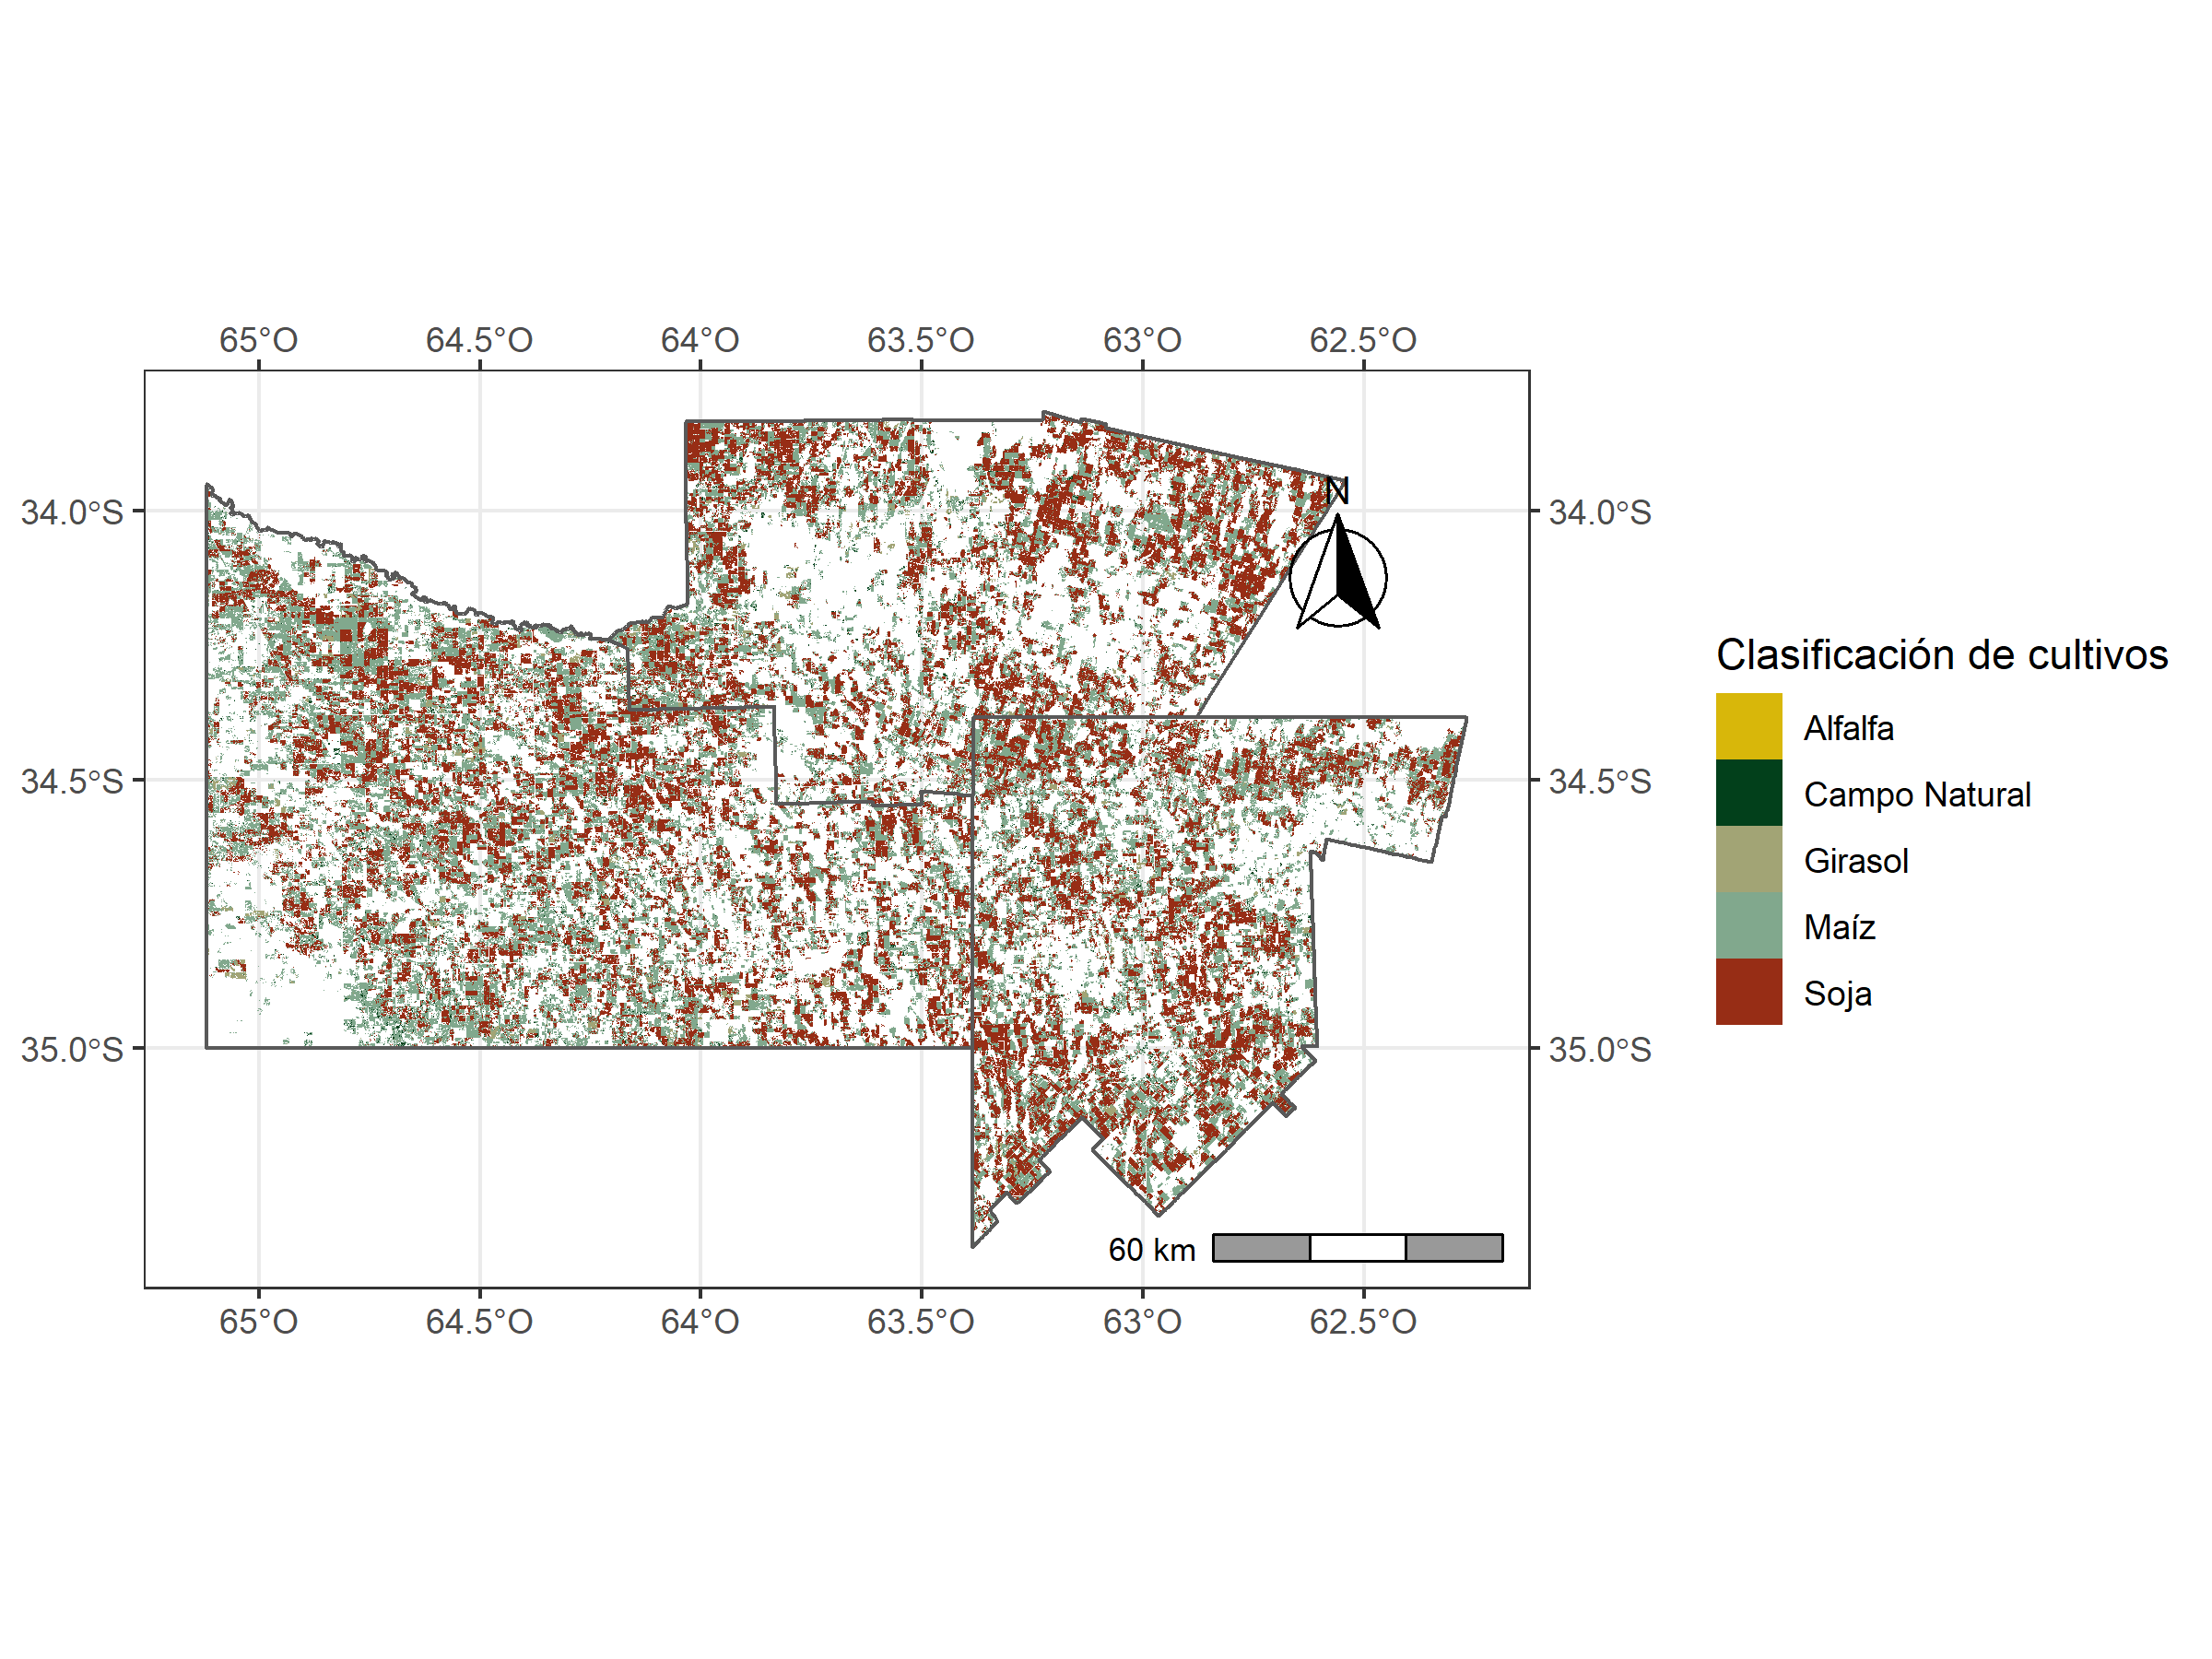 65°O 64.5°O 64°O 63.5°O 63°O 62.5°O
N
34.0°S 34.0°S
Clasificación de cultivos
Alfalfa
34.5°S 34.5°S
Campo Natural
Girasol
Maíz
Soja
35.0°S 35.0°S
60 km
65°O 64.5°O 64°O 63.5°O 63°O 62.5°O